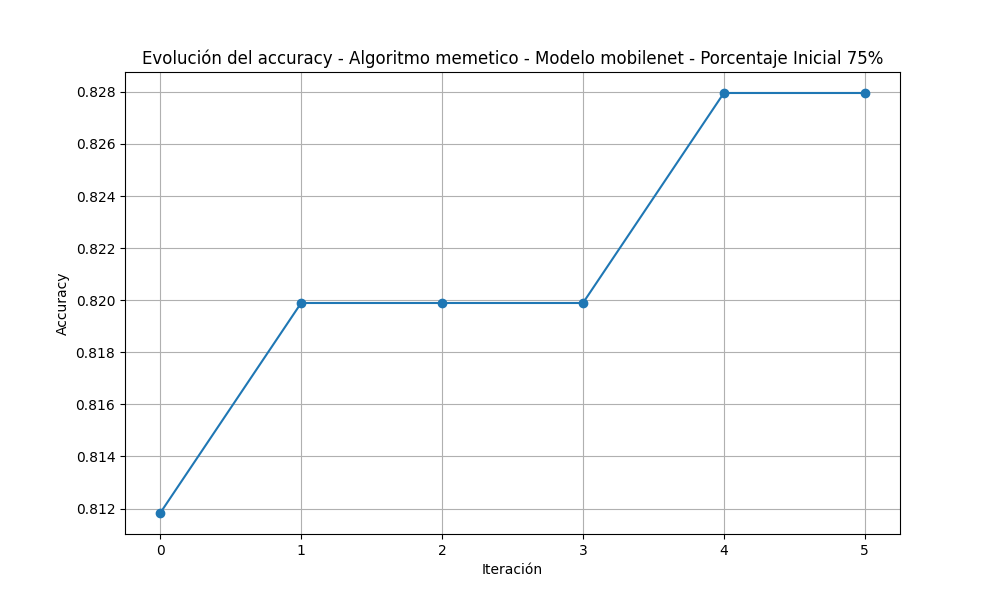 Evolución del accuracy - Algoritmo memetico - Modelo mobilenet - Porcentaje Inicial 75%
0.828
0.826
0.824
0.822
0.820
0.818
0.816
0.814
0.812
Accuracy
0 1 2 3 4 5
Iteración